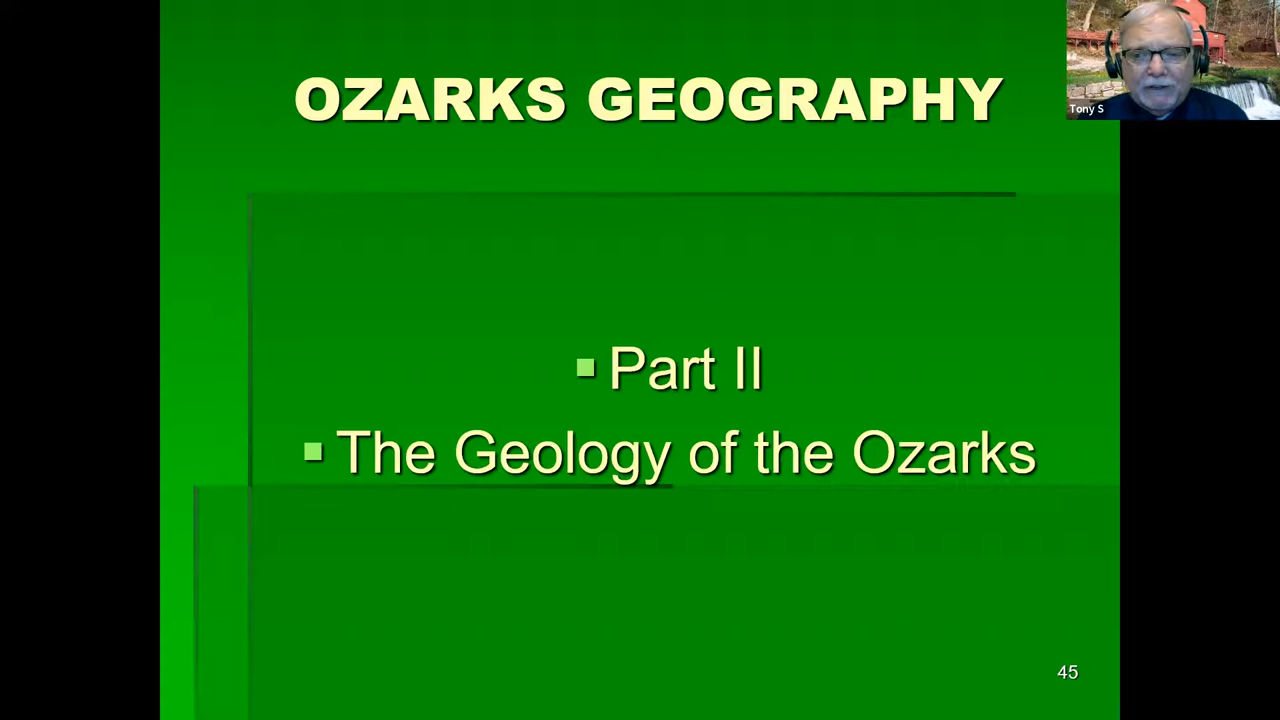 OZARKS GEOGRAPHY
Tony S
Part II
The Geology of the Ozarks
45